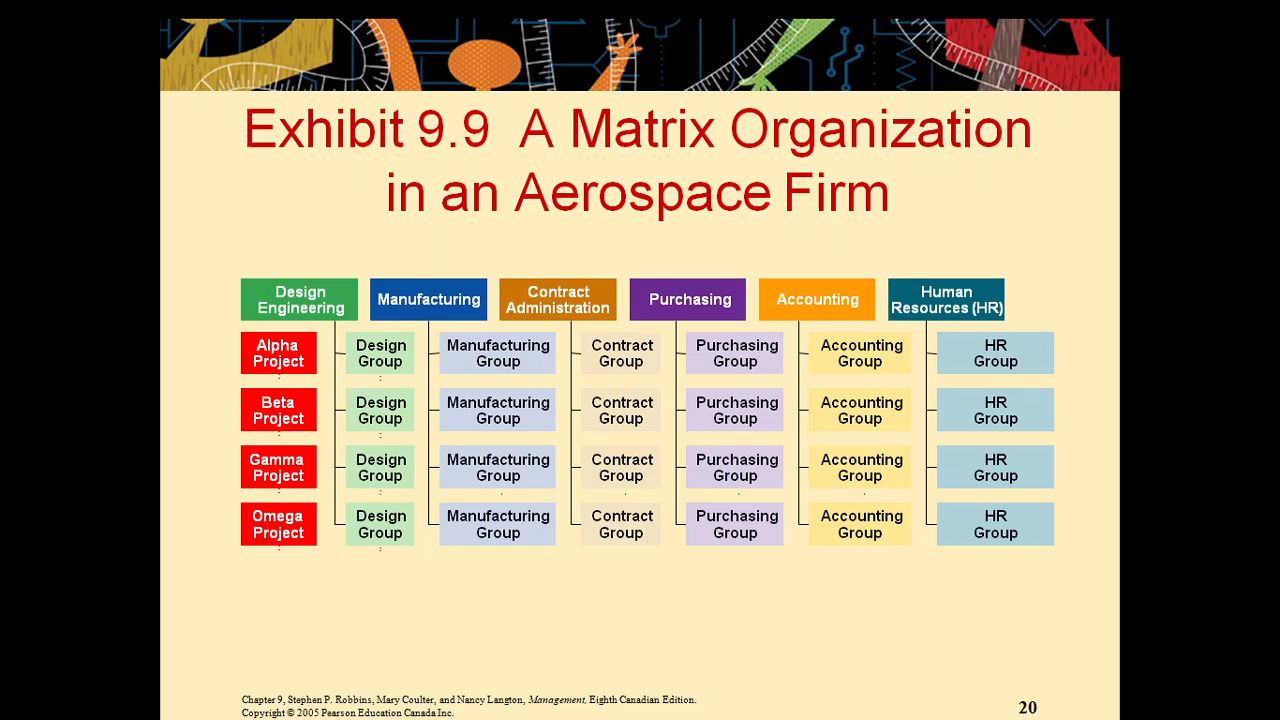 Exhibit 9.9 A Matrix Organization
in an Aerospace Firm
Design
Engineering
Manufacturing
Contract
Administration
Purchasing
Accounting
Human
Resources (HR)
Alpha
Project
Design
Group
Manufacturing
Group
Contract
Group
Purchasing
Group
Accounting
Group
HR
Group
Beta
Project
Design
Group
Manufacturing
Group
Contract
Group
Purchasing
Group
Accounting
Group
HR
Group
Gamma
Project
Design
Group
Manufacturing
Group
Contract
Group
Purchasing
Group
Accounting
Group
HR
Group
Omega
Project
Design
Group
Manufacturing
Group
Contract
Group
Purchasing
Group
Accounting
Group
HR
Group
Chapter 9, Stephen P. Robbins, Mary Coulter, and Nancy Langton, Management, Eighth Canadian Edition.
Copyright © 2005 Pearson Education Canada Inc.
20